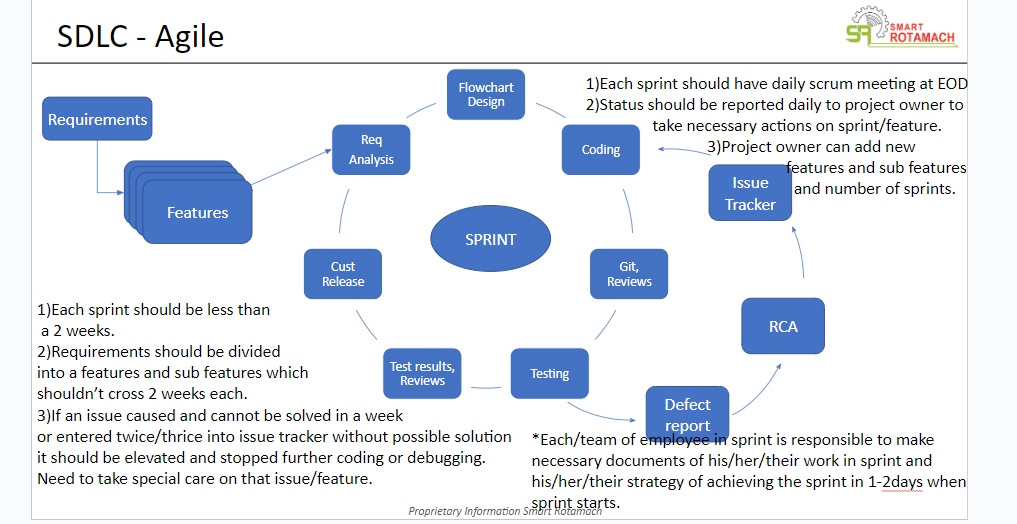 SDLC - Agile
SMART
ROTAMACH
Requirements
Features
Req
Analysis
Flowchart
Design
Coding
Git,
Reviews
Testing
Test results,
Reviews
Cust
Release
SPRINT
Defect
report
RCA
Issue
Tracker
1)Each sprint should have daily scrum meeting at EOD
2)Status should be reported daily to project owner to
take necessary actions on sprint/feature.
3)Project owner can add new
features and sub features
and number of sprints.
1)Each sprint should be less than
a 2 weeks.
2)Requirements should be divided
into a features and sub features which
shouldn't cross 2 weeks each.
3)If an issue caused and cannot be solved in a week
or entered twice/thrice into issue tracker without possible solution
it should be elevated and stopped further coding or debugging.
Need to take special care on that issue/feature.
*Each/team of employee in sprint is responsible to make
necessary documents of his/her/their work in sprint and
his/her/their strategy of achieving the sprint in 1-2days when
sprint starts.
Proprietary Information Smart Rotamach